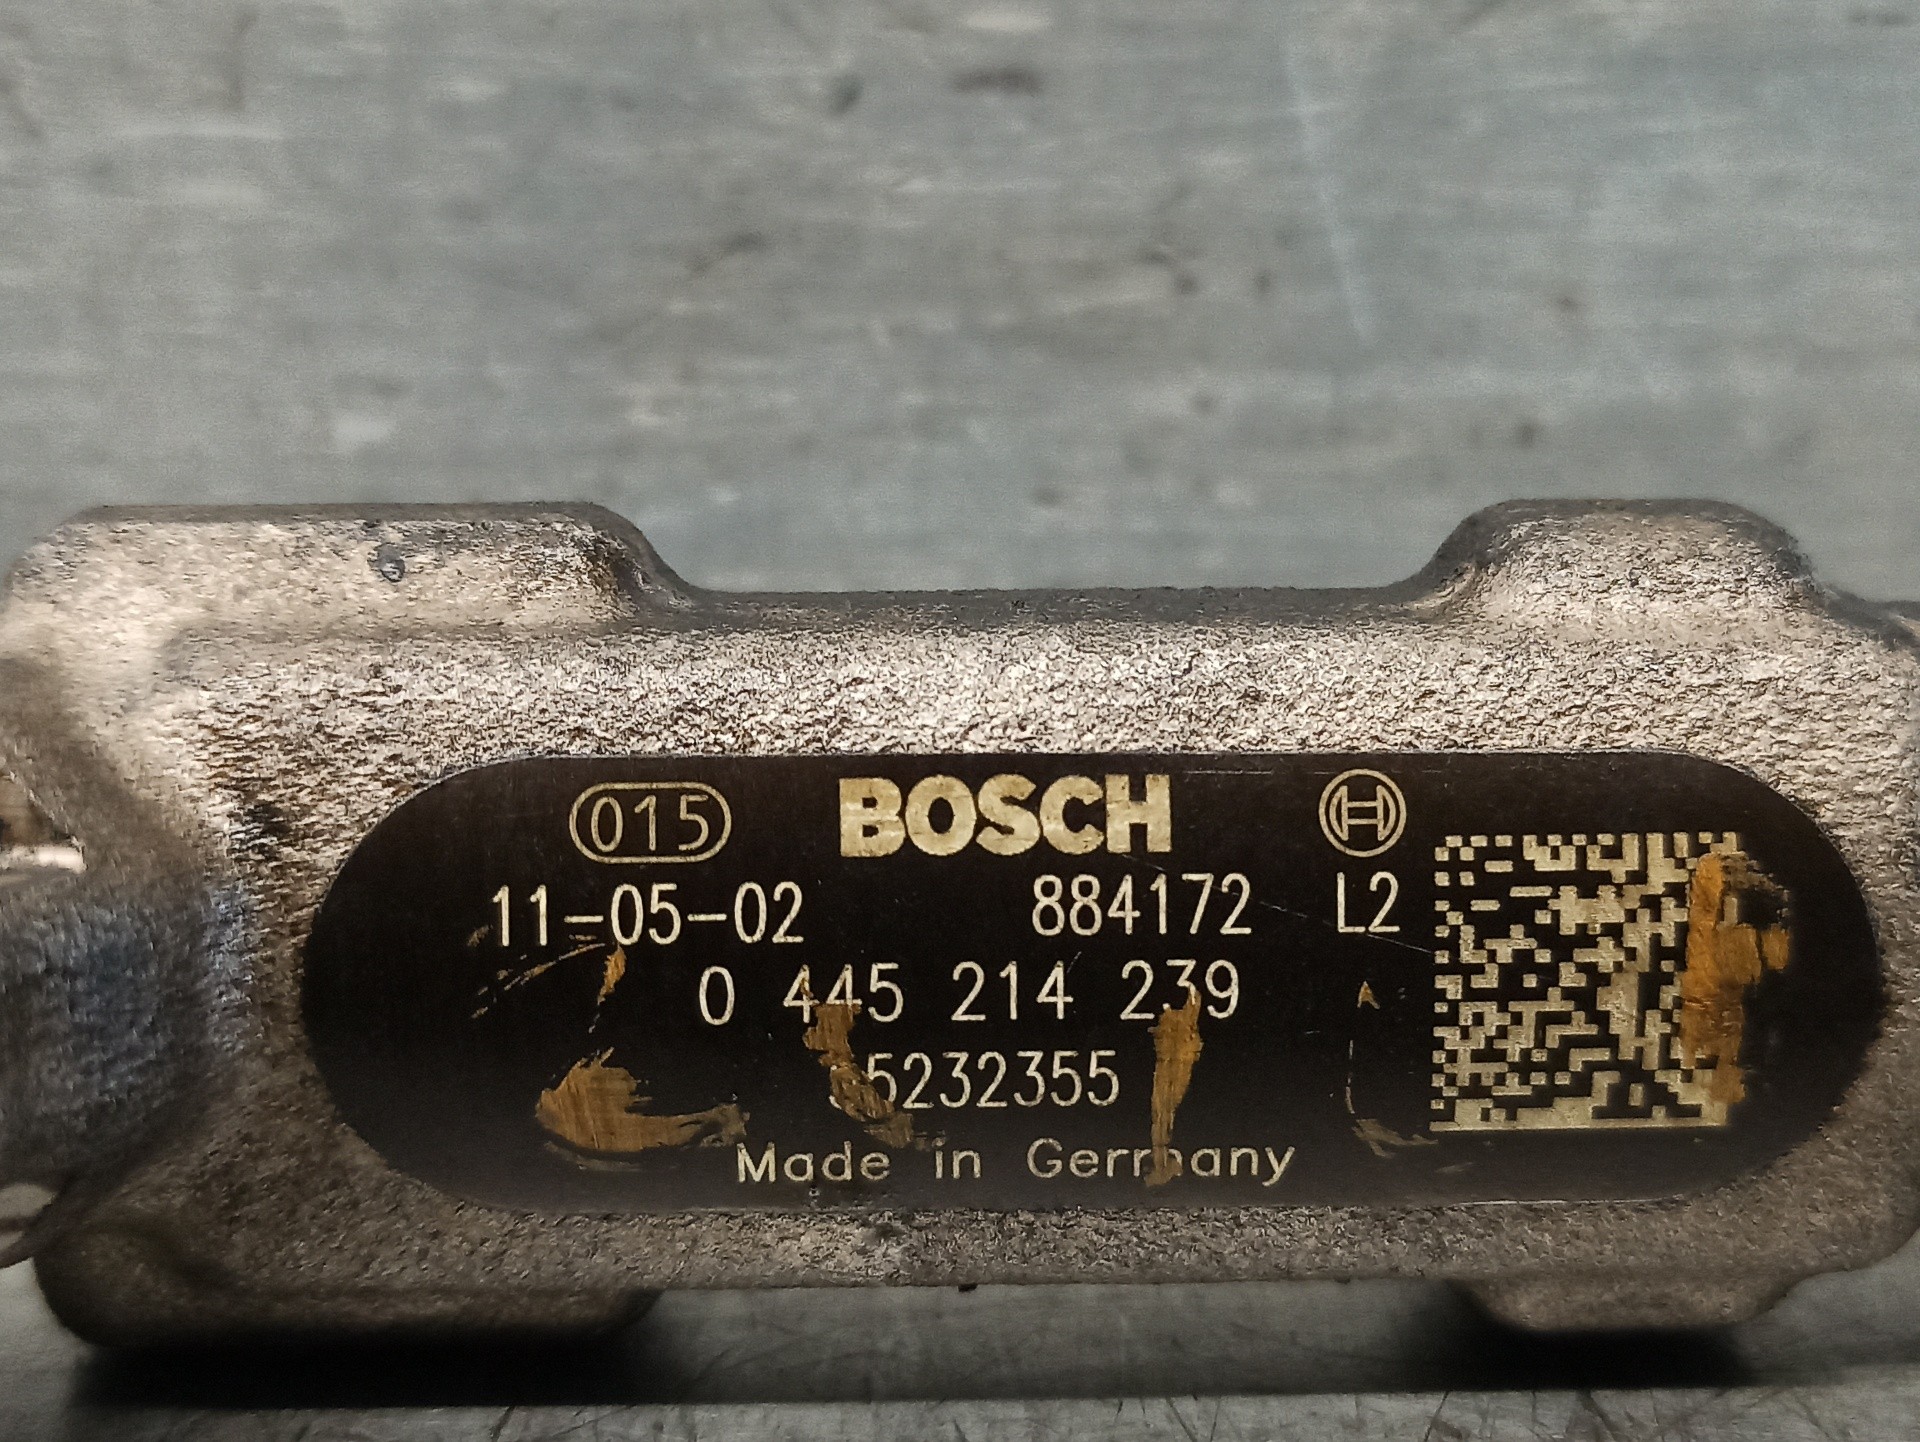 015 BOSCH
11-05-02 884172 L2
0 445 214 239
Made in Germany